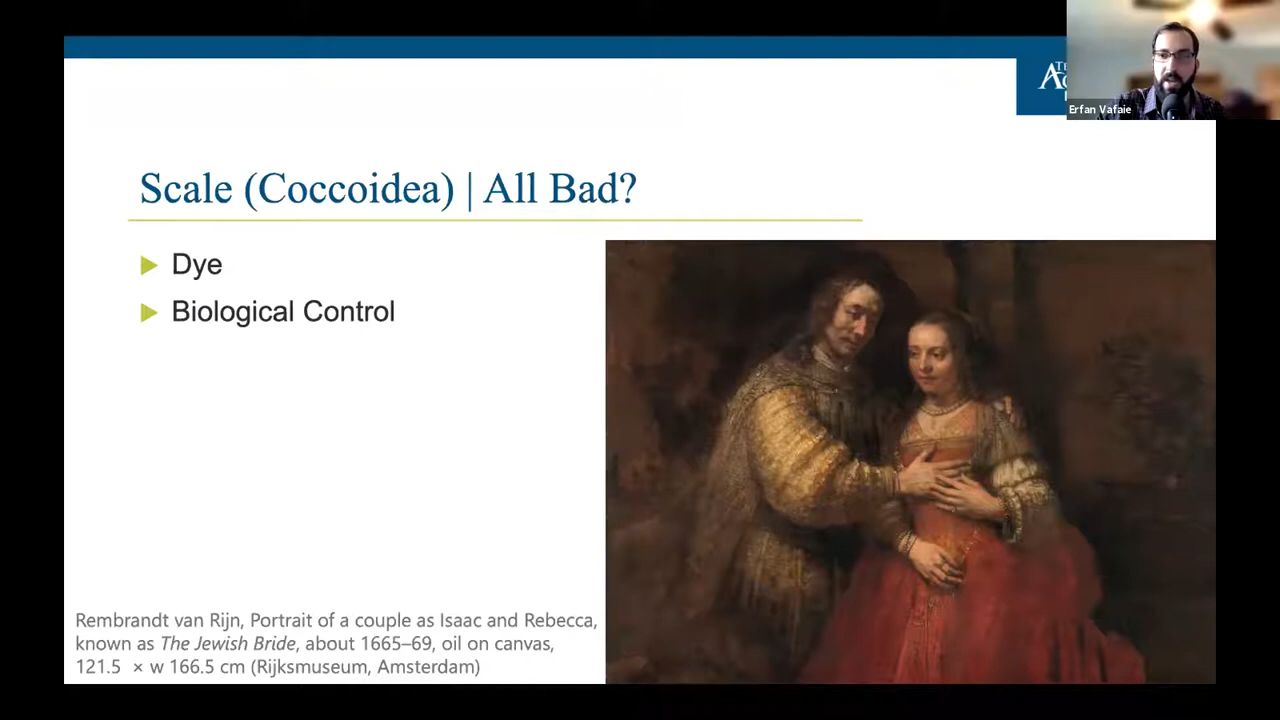 Scale (Coccoidea) | All Bad?
Dye
Biological Control
Rembrandt van Rijn, Portrait of a couple as Isaac and Rebecca,
known as The Jewish Bride, about 1665–69, oil on canvas,
121.5 × w 166.5 cm (Rijksmuseum, Amsterdam)
Erfan Vafaie